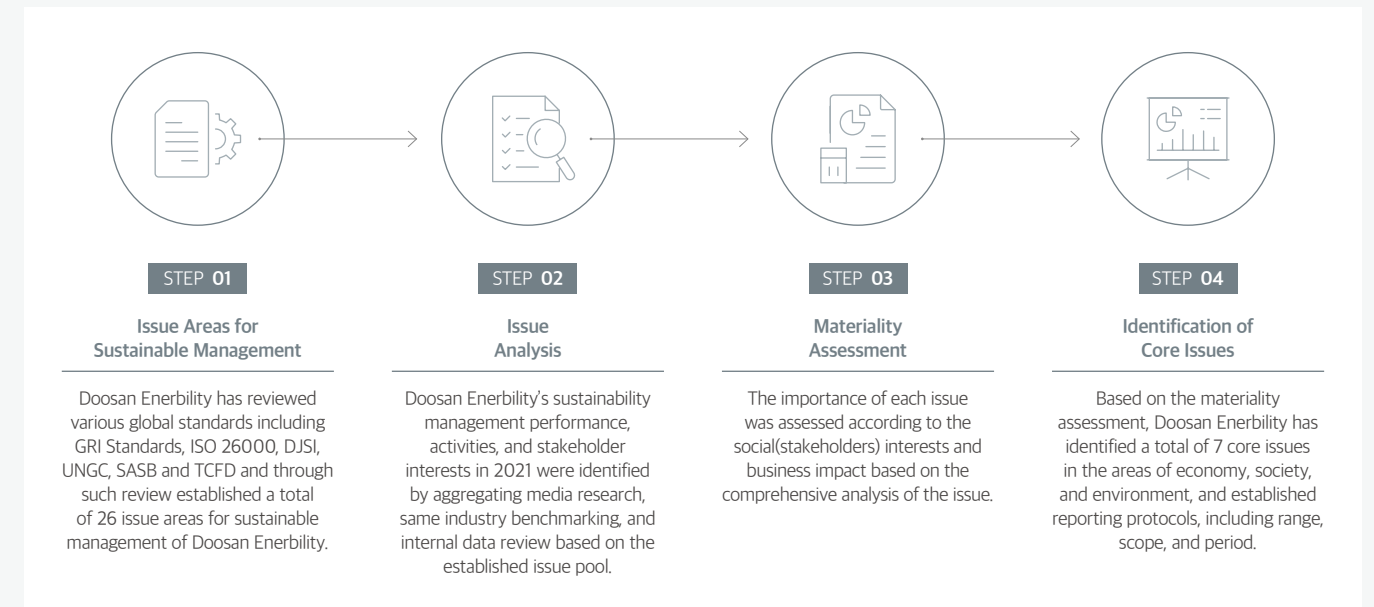 STEP 01
Issue Areas for
Sustainable Management
Doosan Enerbility has reviewed
various global standards including
GRI Standards, ISO 26000, DJSI,
UNGC, SASB and TCFD and through
such review established a total
of 26 issue areas for sustainable
management of Doosan Enerbility.
STEP 02
Issue
Analysis
Doosan Enerbility's sustainability
management performance,
activities, and stakeholder
interests in 2021 were identified
by aggregating media research,
same industry benchmarking, and
internal data review based on the
established issue pool.
STEP 03
Materiality
Assessment
The importance of each issue
was assessed according to the
social(stakeholders) interests and
business impact based on the
comprehensive analysis of the issue.
STEP 04
Identification of
Core Issues
Based on the materiality
assessment, Doosan Enerbility has
identified a total of 7 core issues
in the areas of economy, society,
and environment, and established
reporting protocols, including range,
scope, and period.